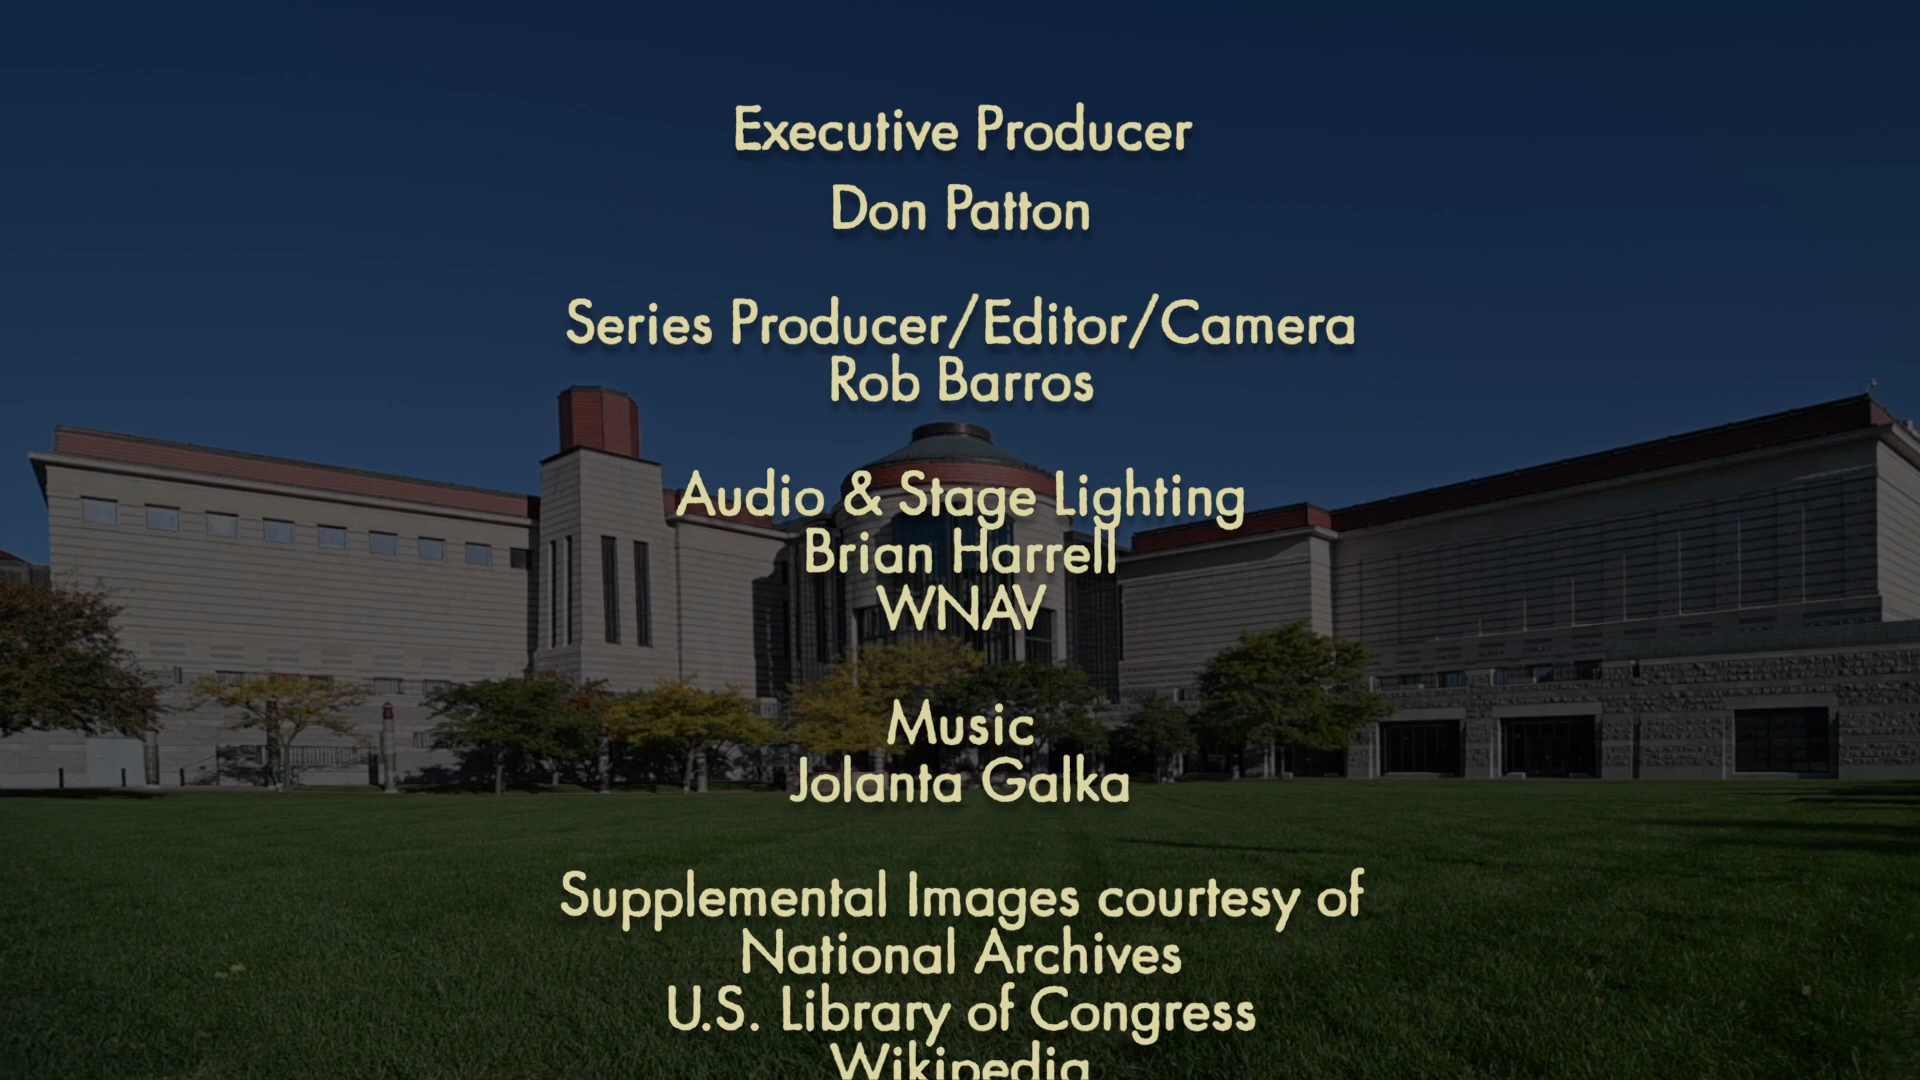 Executive Producer
Don Patton
Series Producer/Editor/Camera
Rob Barros
Audio & Stage Lighting
Brian Harrell
WNAV
Music
Jolanta Galka
Supplemental Images courtesy of
National Archives
U.S. Library of Congress
Wikipedia